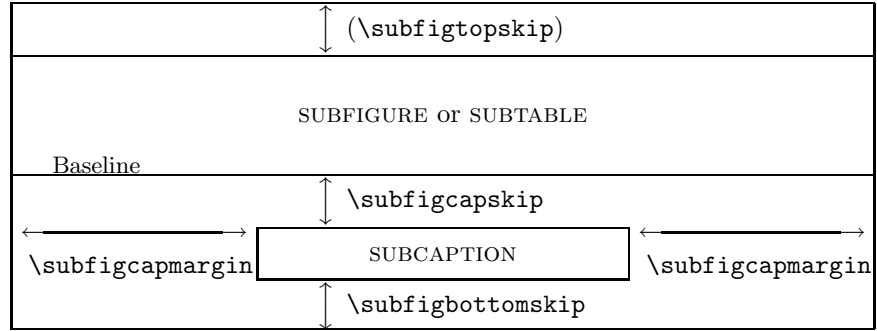 (\subfigtopskip)
SUBFIGURE or SUBTABLE
Baseline
\subfigcapskip
\subfigcapmargin
SUBCAPTION
\subfigcapmargin
\subfigbottomskip